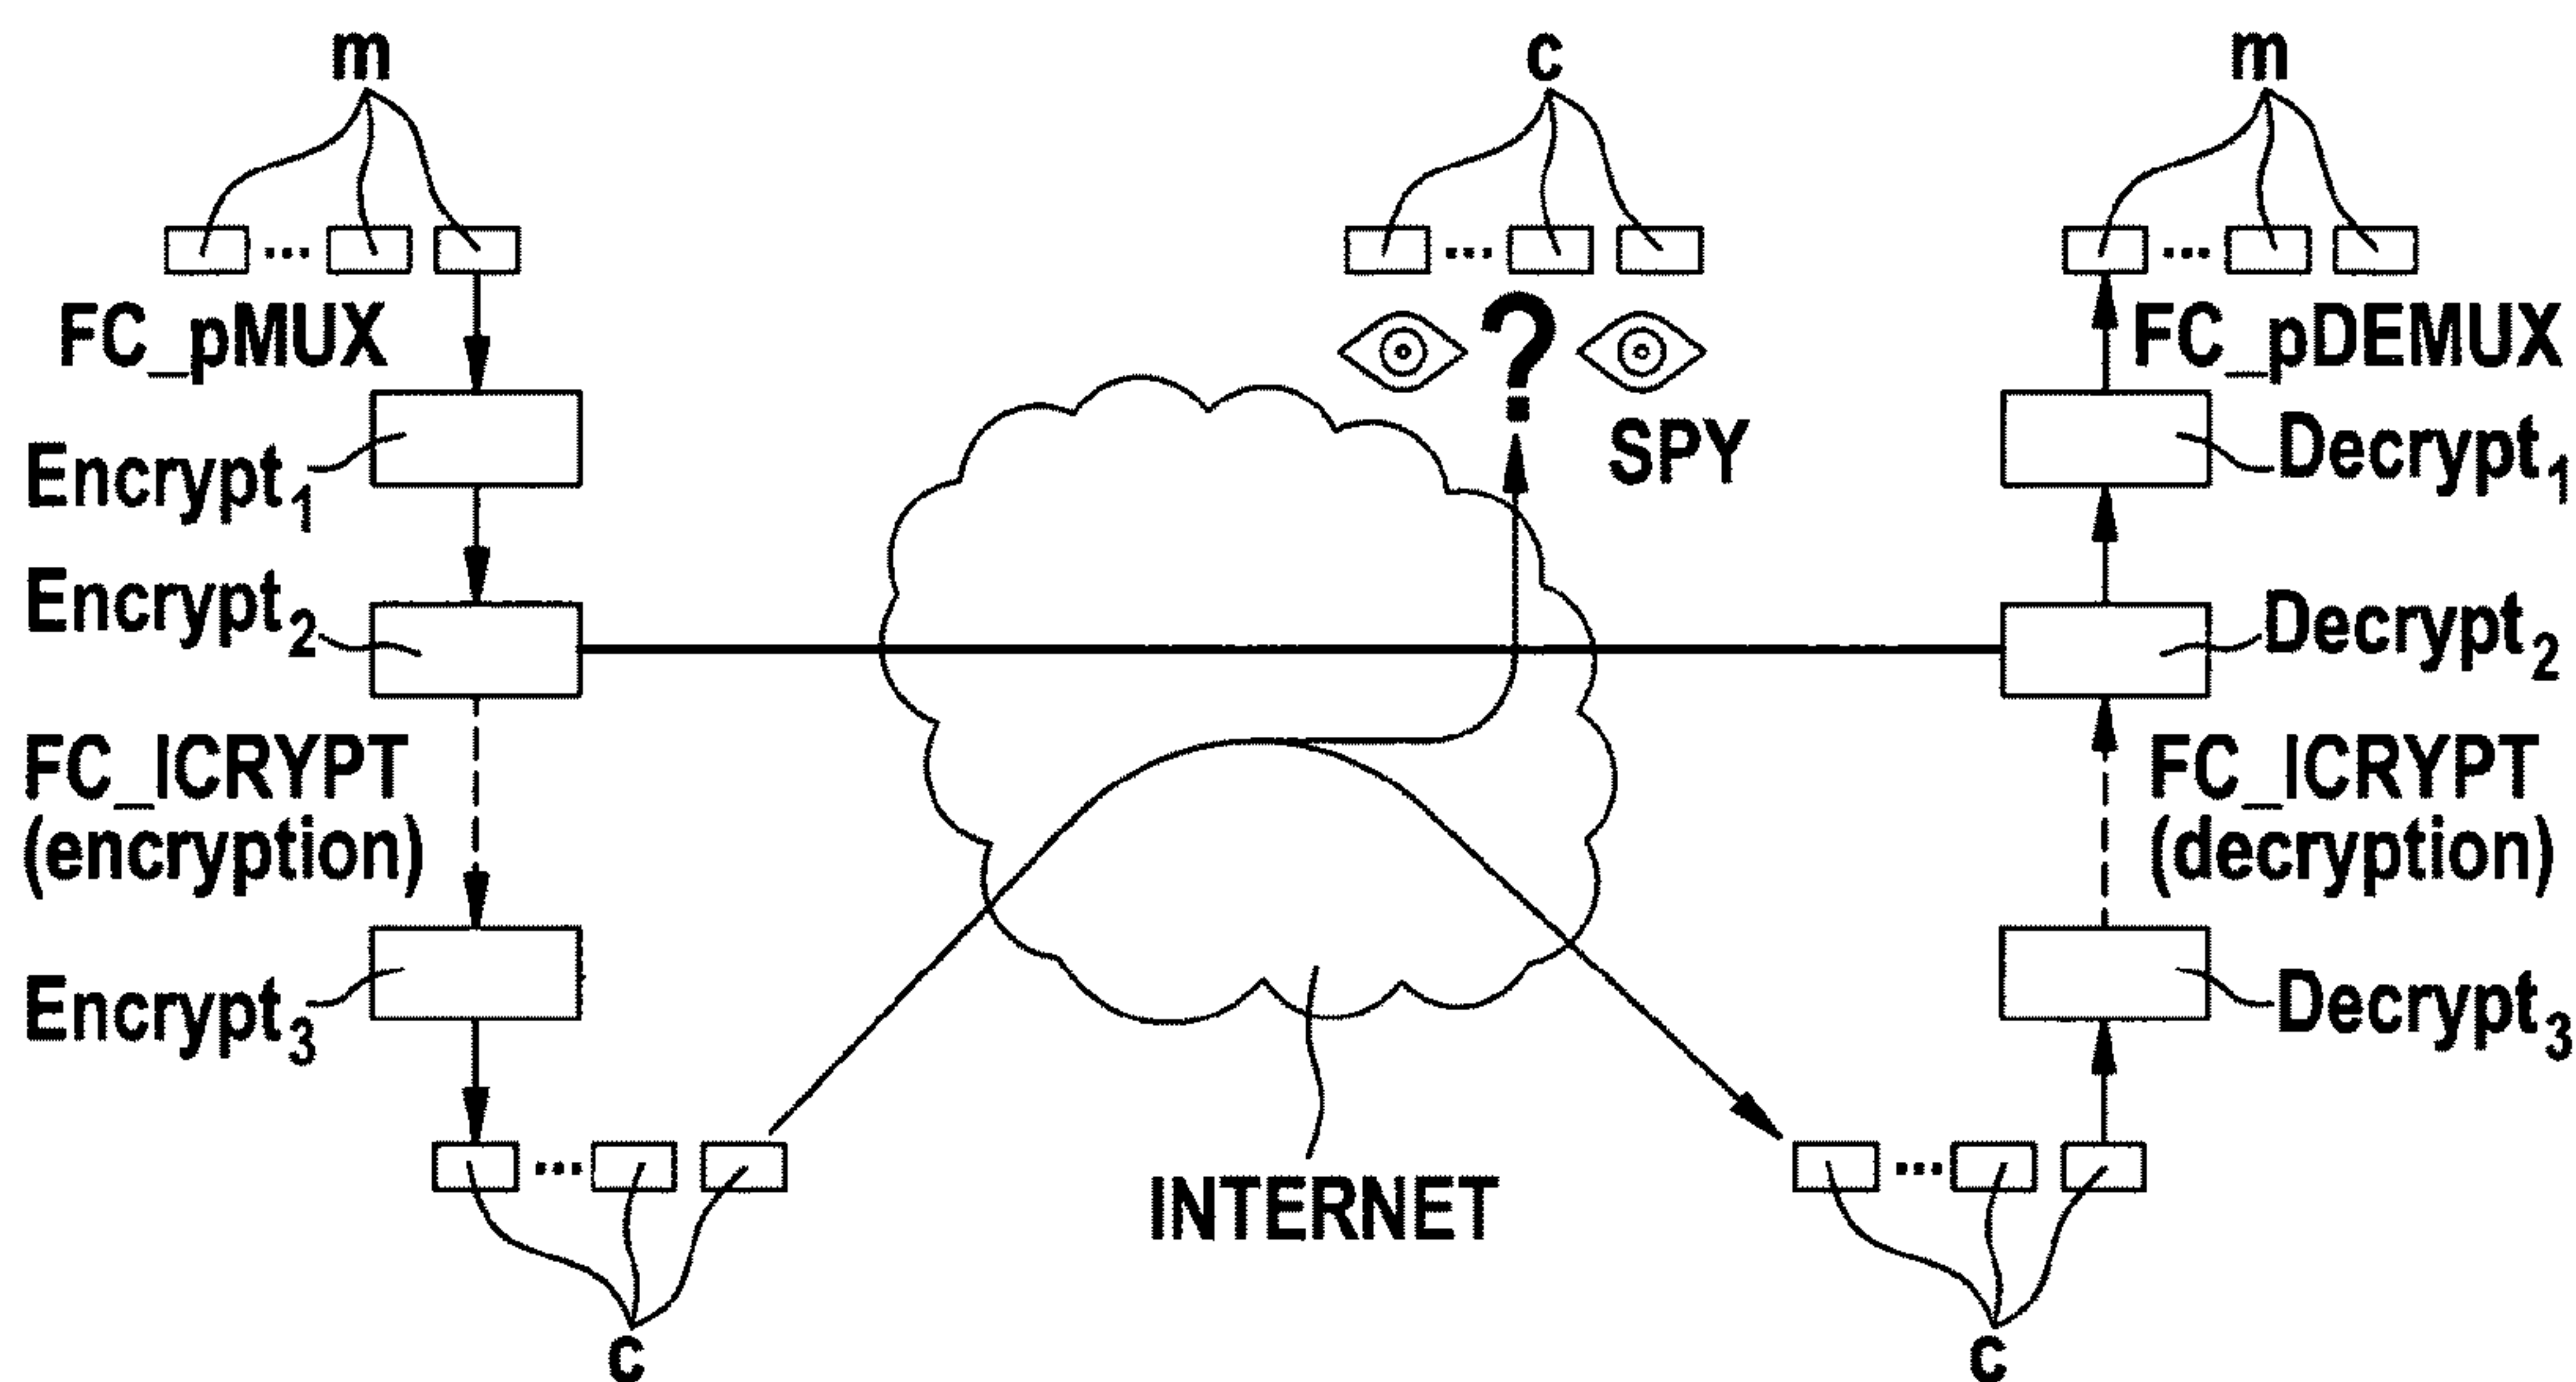 m
c
m
... 
...
...
FC_pMUX
?
FC_pDEMUX
SPY
Encrypt1
Decrypt1
Encrypt2
Decrypt2
FC_ICRYPT
(encryption)
FC_ICRYPT
(decryption)
Encrypt3
Decrypt3
...
...
INTERNET
c
c